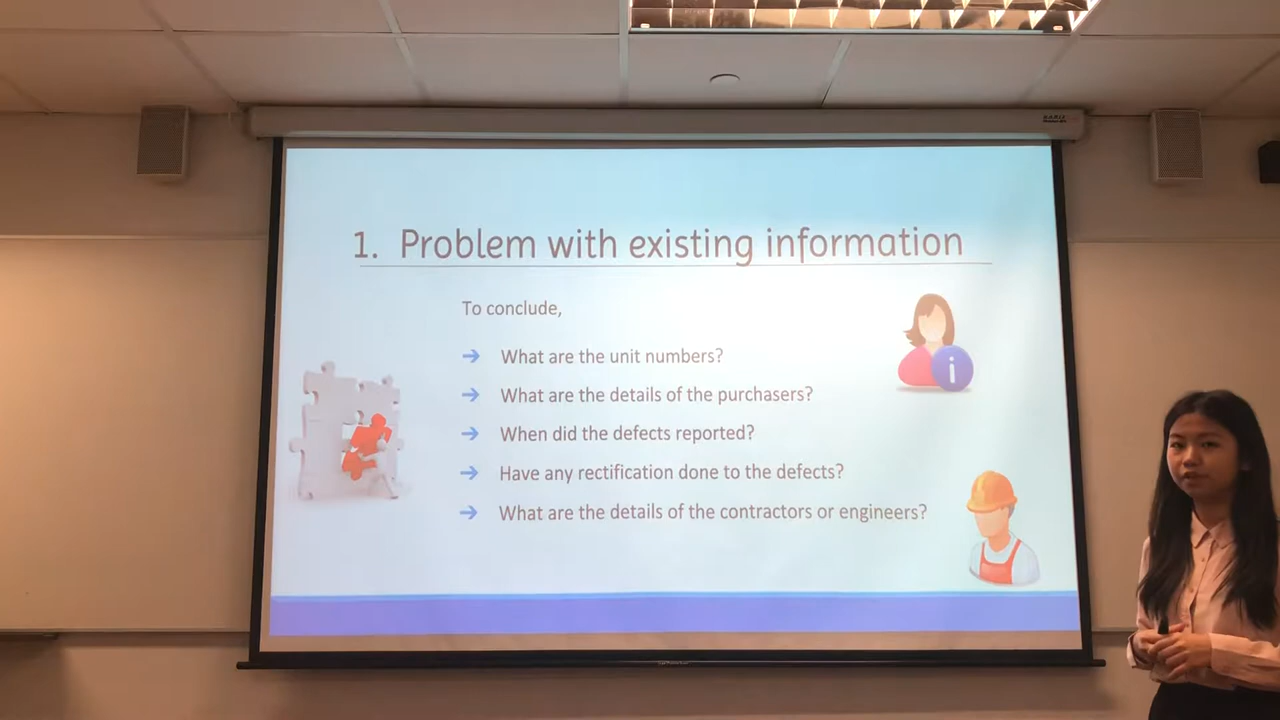 1. Problem with existing information
To conclude,
➔ What are the unit numbers?
➔ What are the details of the purchasers?
➔ When did the defects reported?
➔ Have any rectification done to the defects?
➔ What are the details of the contractors or engineers?
i